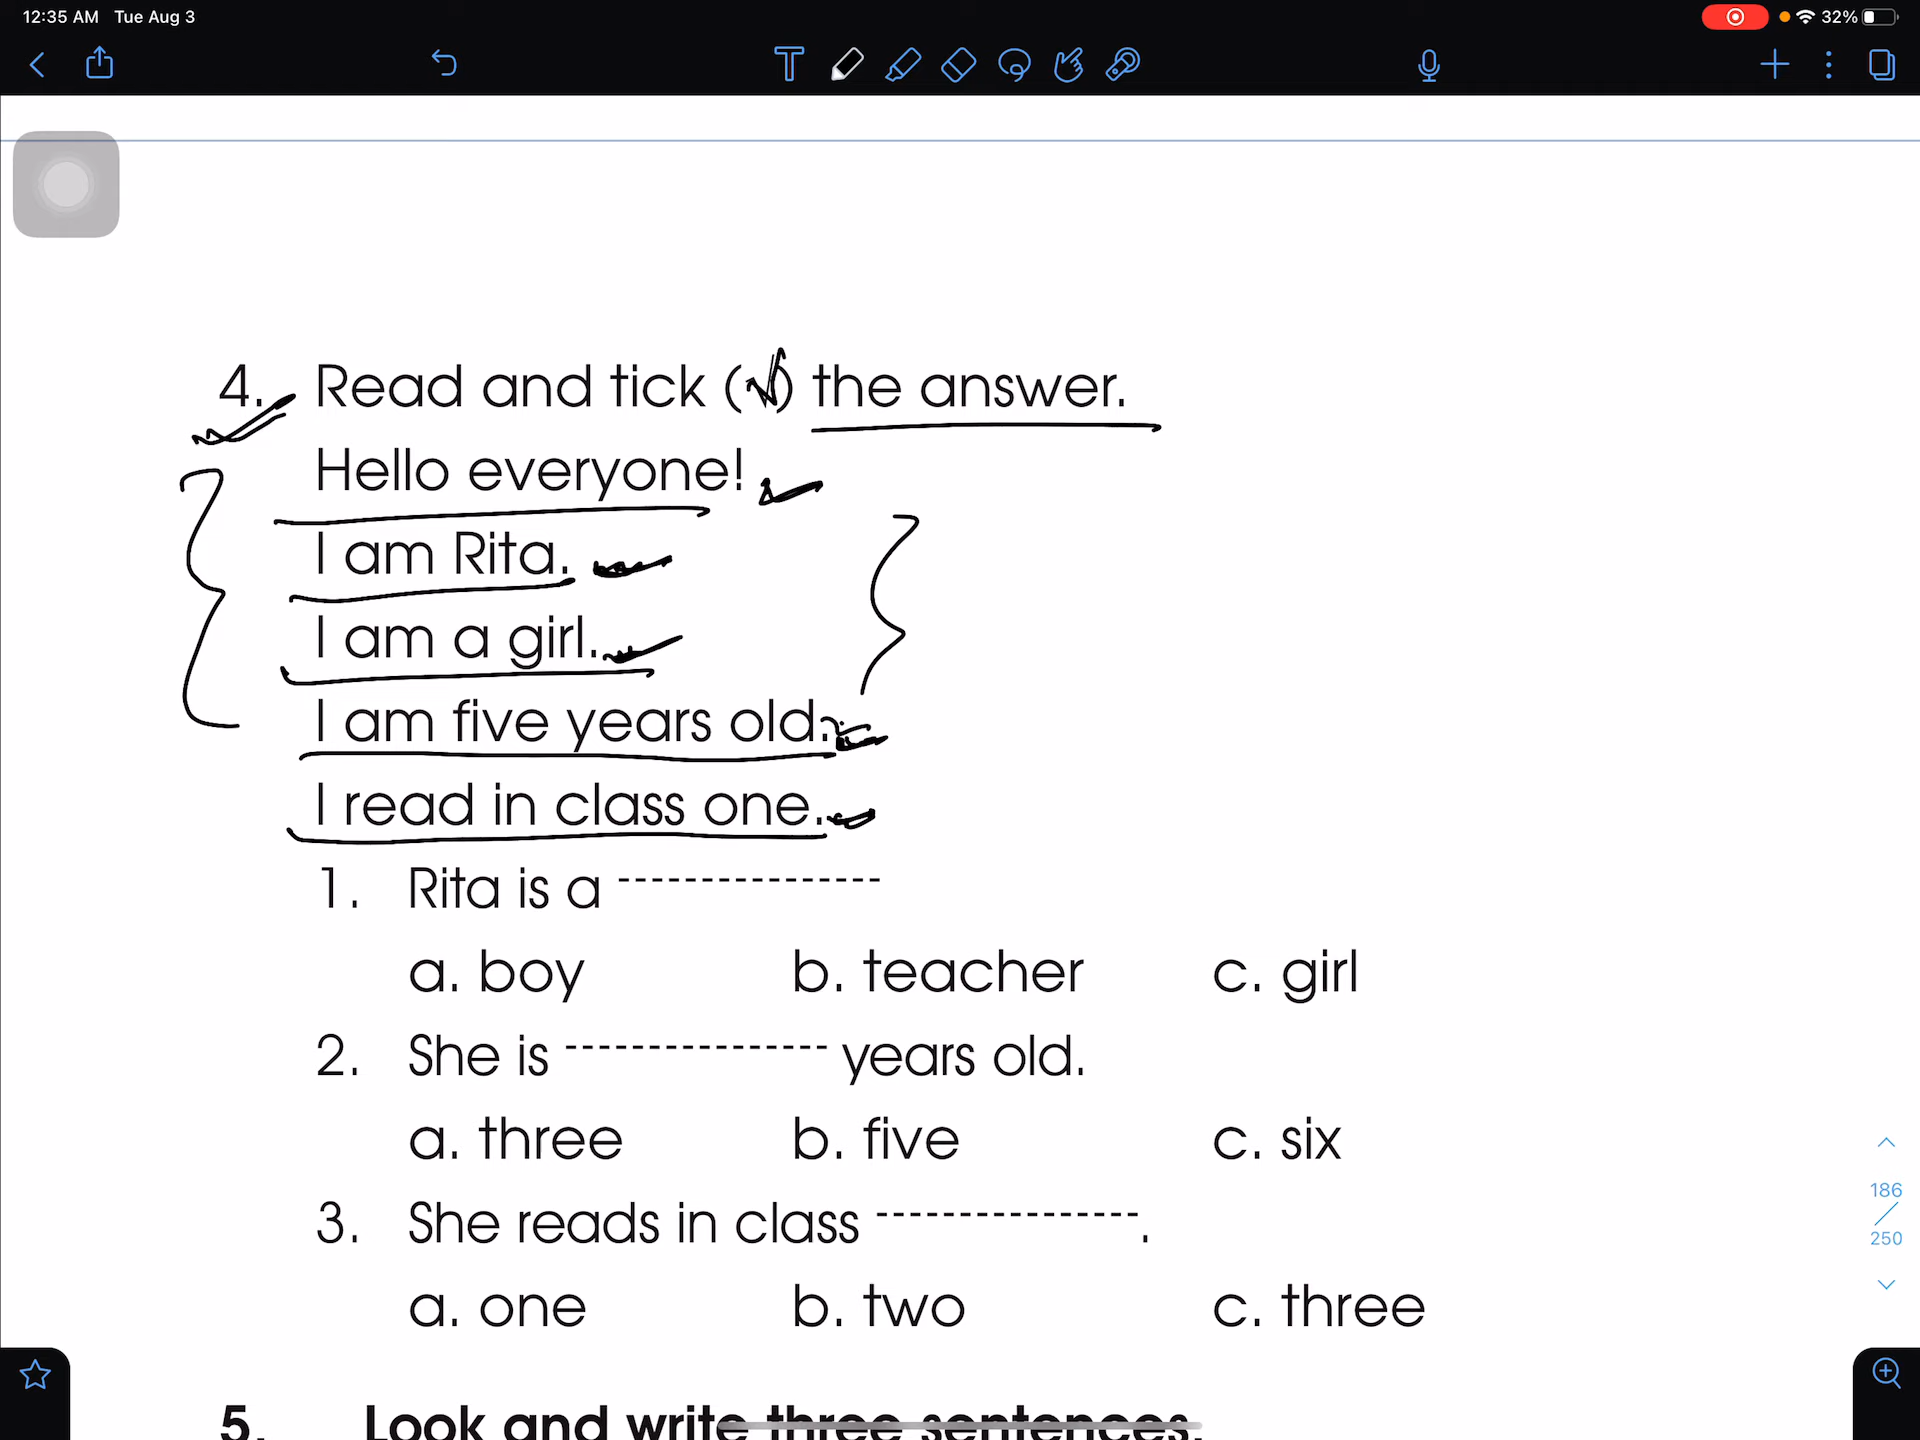 12:35 AM Tue Aug 3
32%
4. Read and tick (√) the answer.
Hello everyone!
I am Rita.
I am a girl.
I am five years old.
I read in class one.
1. Rita is a ----------------
a. boy b. teacher c. girl
2. She is ---------------- years old.
a. three b. five c. six
3. She reads in class ----------------.
a. one b. two c. three
186
250
5. Look and write three sentences.